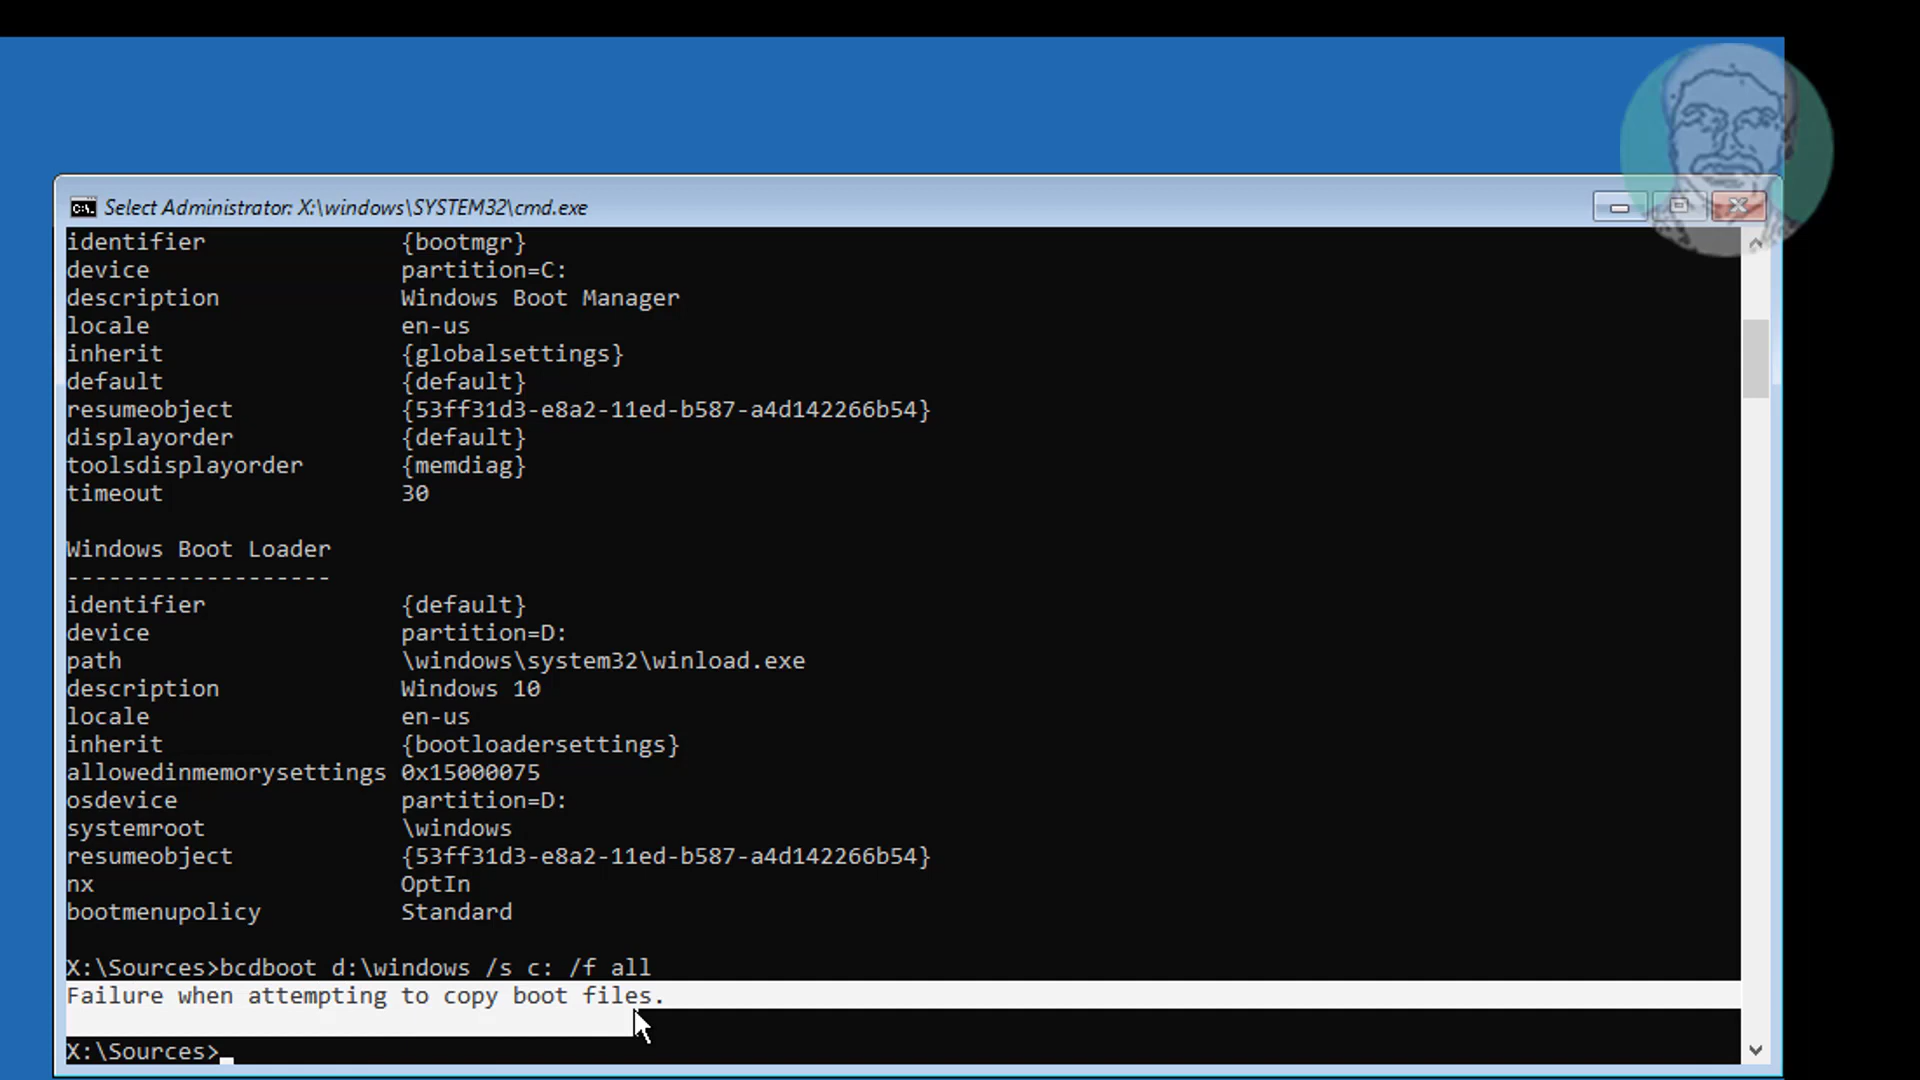 Select Administrator: X:\windows\SYSTEM32\cmd.exe
identifier {bootmgr}
device partition=C:
description Windows Boot Manager
locale en-us
inherit {globalsettings}
default {default}
resumeobject {53ff31d3-e8a2-11ed-b587-a4d142266b54}
displayorder {default}
toolsdisplayorder {memdiag}
timeout 30
Windows Boot Loader
-------------------
identifier {default}
device partition=D:
path \windows\system32\winload.exe
description Windows 10
locale en-us
inherit {bootloadersettings}
allowedinmemorysettings 0x15000075
osdevice partition=D:
systemroot \windows
resumeobject {53ff31d3-e8a2-11ed-b587-a4d142266b54}
nx OptIn
bootmenupolicy Standard
X:\Sources>bcdboot d:\windows /s c: /f all
Failure when attempting to copy boot files.
X:\Sources>